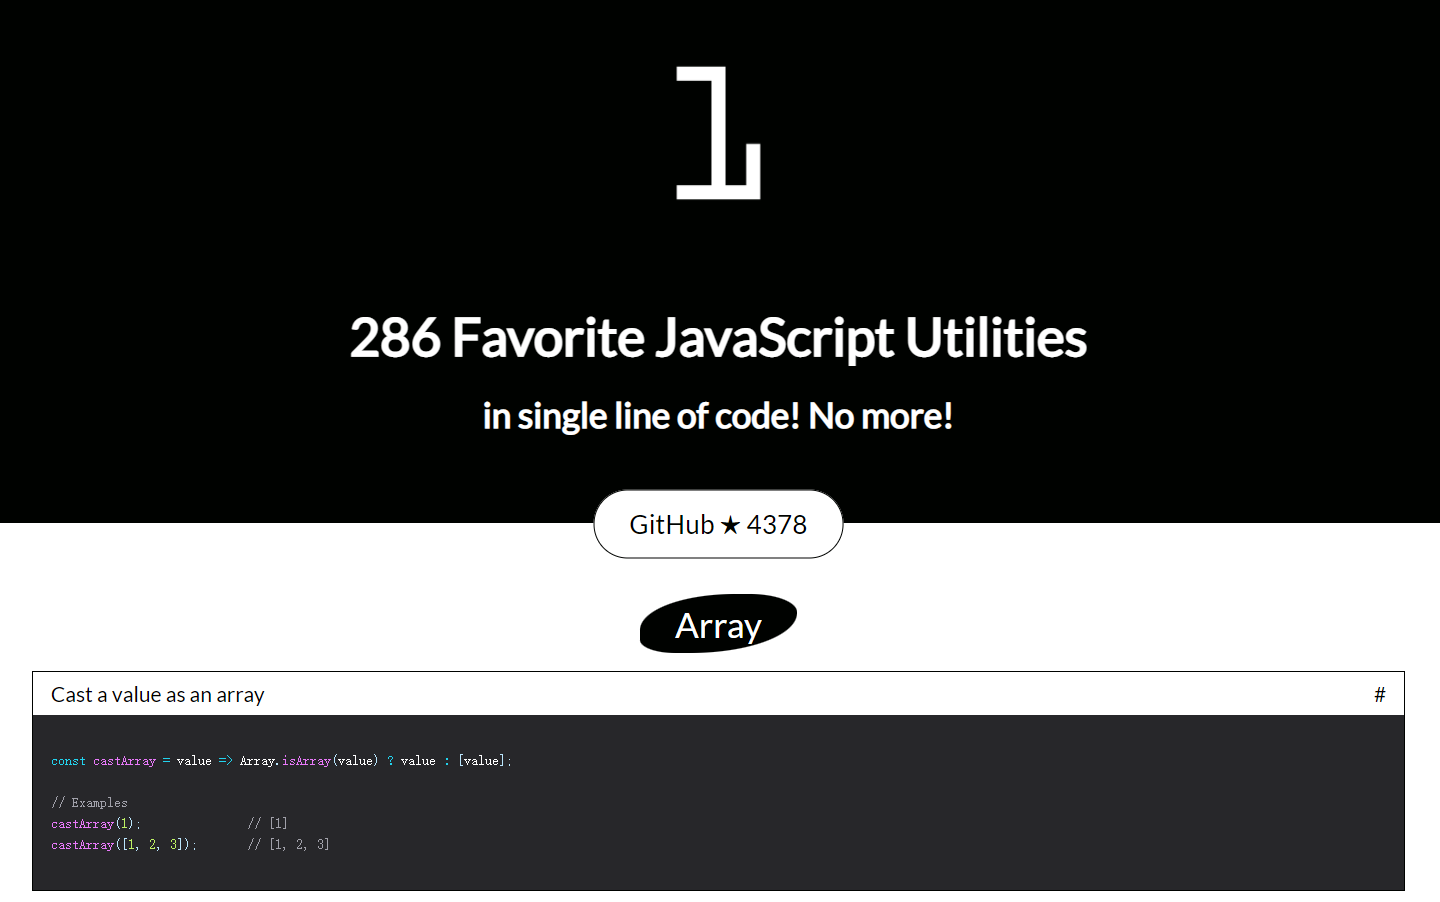 1
286 Favorite JavaScript Utilities
in single line of code! No more!
GitHub ★ 4378
Array
Cast a value as an array #
const castArray = value => Array.isArray(value) ? value : [value];
// Examples
castArray(1); // [1]
castArray([1, 2, 3]); // [1, 2, 3]